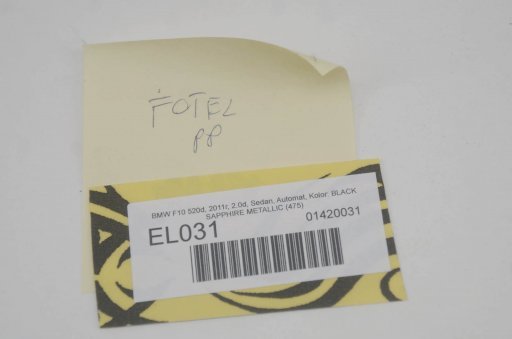 FOTEL
PP
BMW F10 520d, 2011r, 2.0d, Sedan, Automat, Kolor: BLACK
SAPPHIRE METALLIC (475)
01420031
EL031